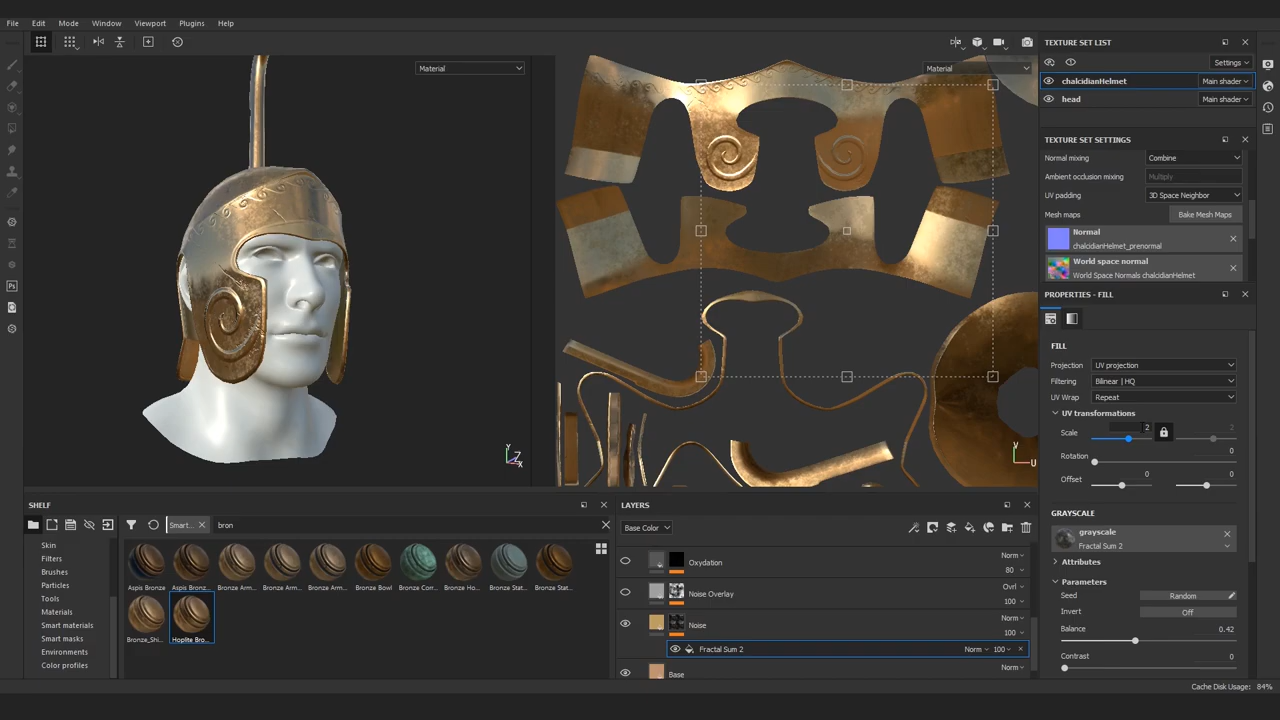 File Edit Mode Window Viewport Plugins Help
Material
Material
Y
Z
X
V
U
TEXTURE SET LIST
Settings
chalcidianHelmet Main shader
head Main shader
TEXTURE SET SETTINGS
Normal mixing Combine
Ambient occlusion mixing Multiply
UV padding 3D Space Neighbor
Mesh maps Bake Mesh Maps
Normal
chalcidianHelmet_prenormal
World space normal
World Space Normals chalcidianHelmet
PROPERTIES - FILL
FILL
Projection UV projection
Filtering Bilinear | HQ
UV Wrap Repeat
UV transformations
Scale 2 2
Rotation 0
Offset 0 0
GRAYSCALE
grayscale
Fractal Sum 2
Attributes
Parameters
Seed Random
Invert Off
Balance 0.42
Contrast 0
Ps
SHELF
Smart... bron
Skin
Filters
Brushes
Particles
Tools
Materials
Smart materials
Smart masks
Environments
Color profiles
Aspis Bronze Aspis Bronz... Bronze Arm... Bronze Arm... Bronze Arm... Bronze Bowl Bronze Corr... Bronze Ho... Bronze Stat... Bronze Stat...
Bronze_Shi... Hoplite Bro...
LAYERS
Base Color
Oxydation Norm 80
Noise Overlay Ovrl 100
Noise Norm 100
Fractal Sum 2 Norm 100
Base Norm
Cache Disk Usage: 84%